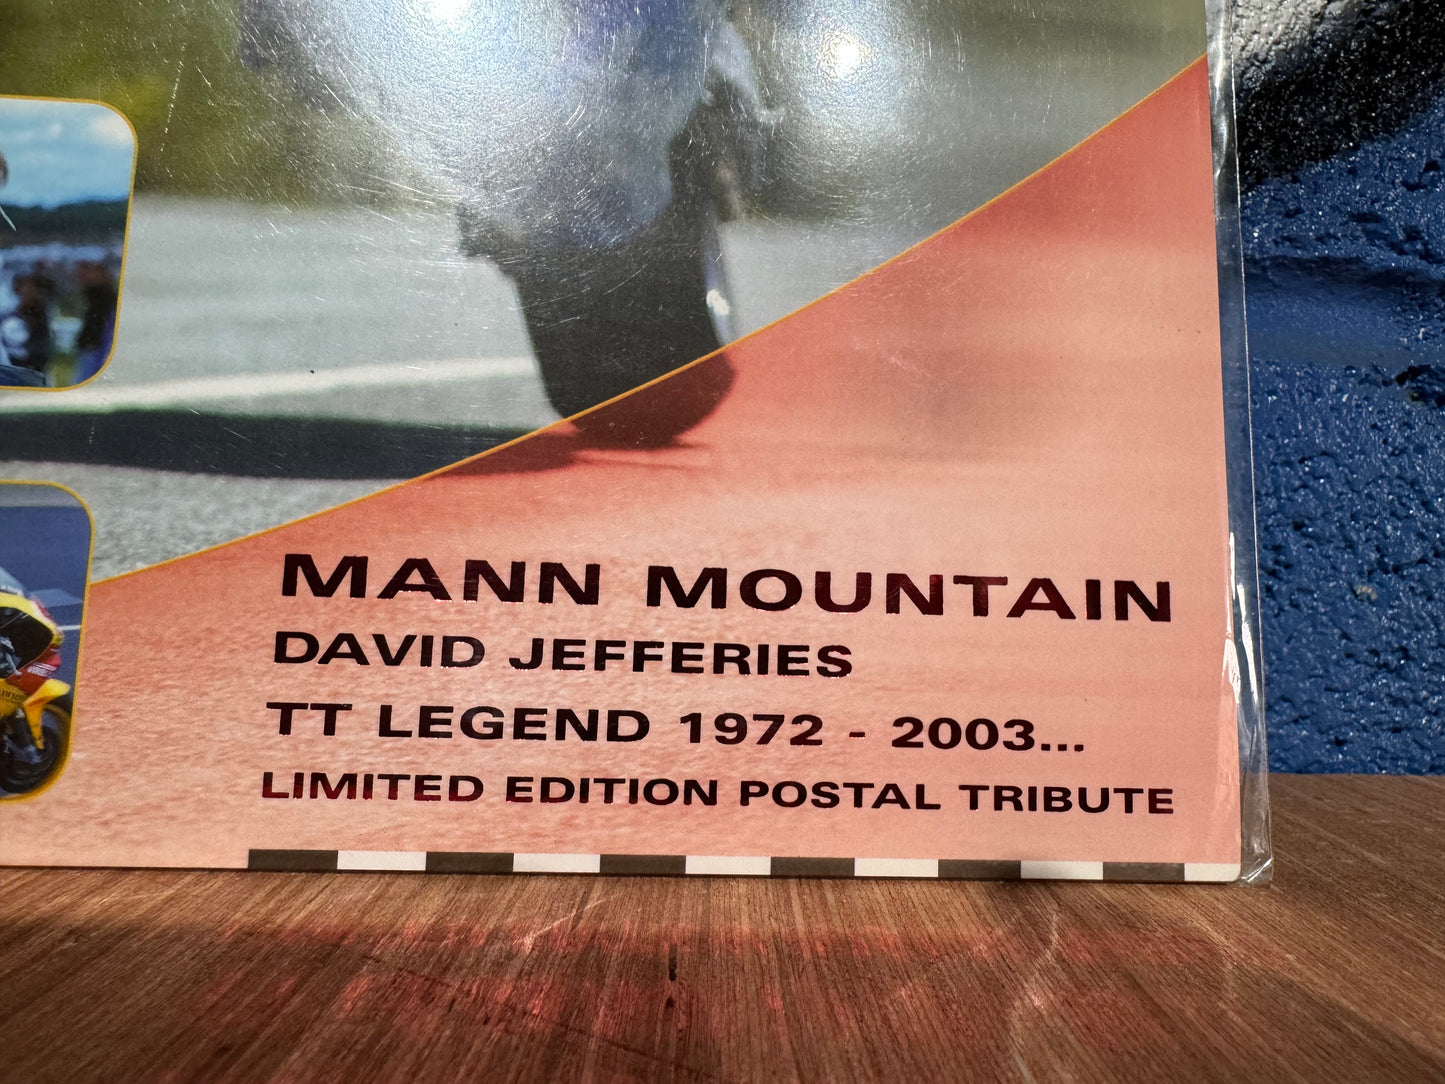 MANN MOUNTAIN
DAVID JEFFERIES
TT LEGEND 1972 - 2003...
LIMITED EDITION POSTAL TRIBUTE